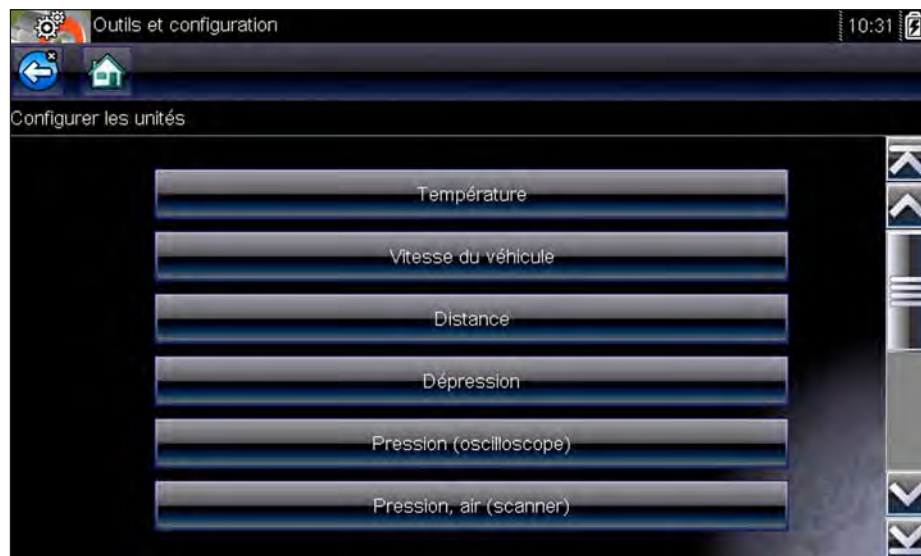 Outils et configuration 10:31
Configurer les unités
Température
Vitesse du véhicule
Distance
Dépression
Pression (oscilloscope)
Pression, air (scanner)